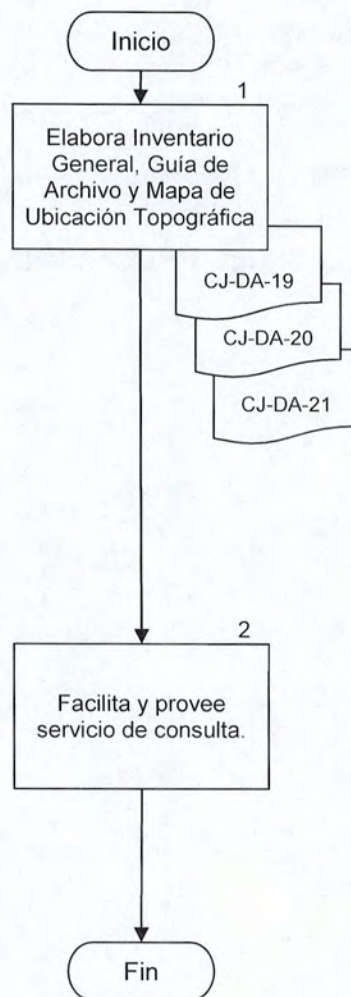 Inicio
1
Elabora Inventario
General, Guía de
Archivo y Mapa de
Ubicación Topográfica
CJ-DA-19
CJ-DA-20
CJ-DA-21
2
Facilita y provee
servicio de consulta.
Fin